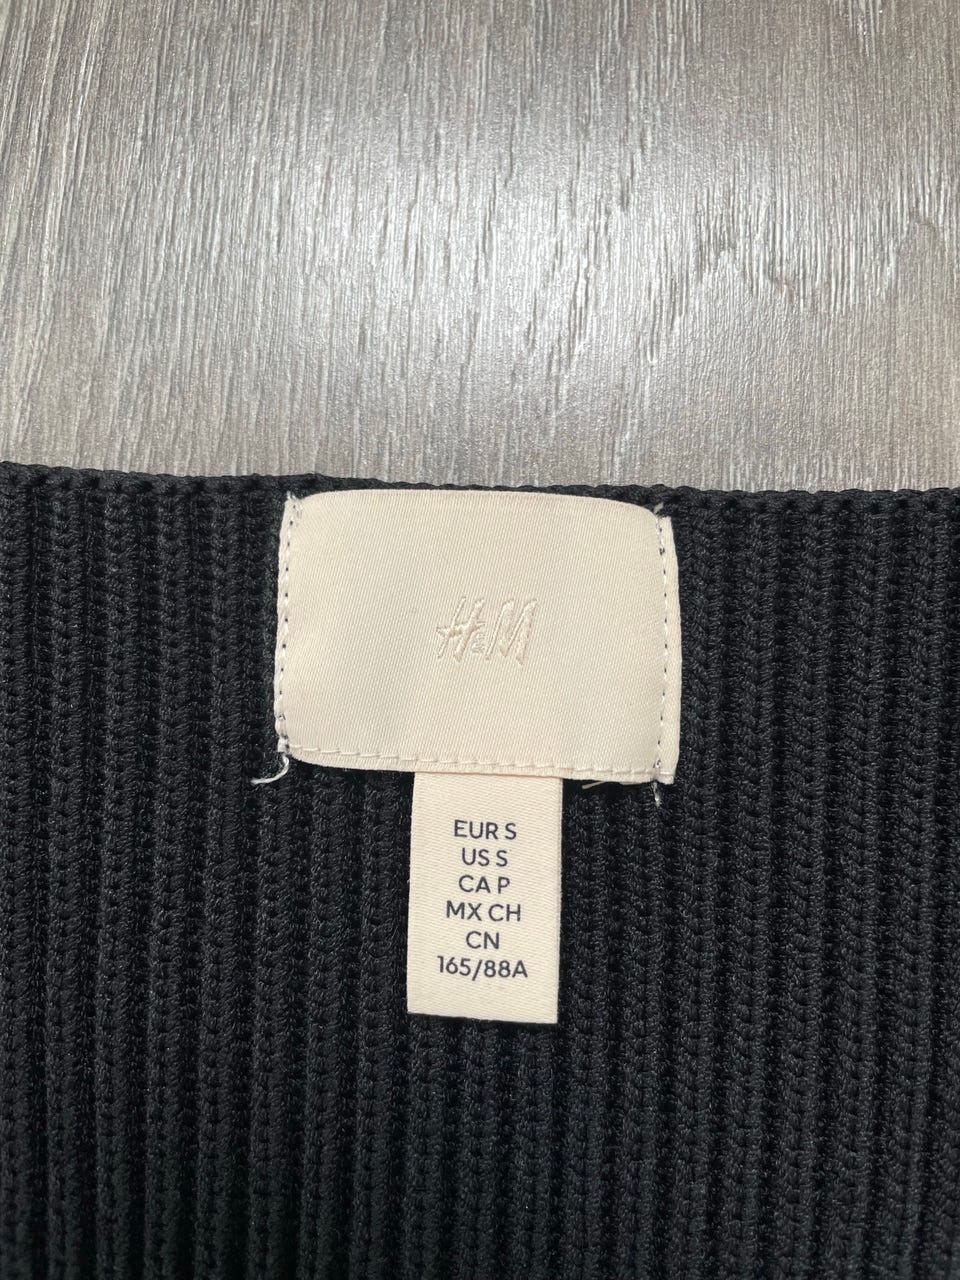 H&M
EUR S
US S
CA P
MX CH
CN
165/88A